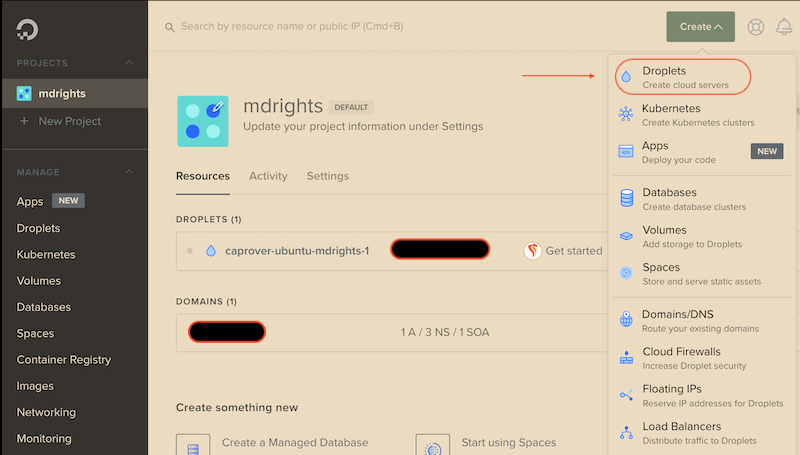 Search by resource name or public IP (Cmd+B)
Create
PROJECTS
mdrights
+ New Project
MANAGE
Apps NEW
Droplets
Kubernetes
Volumes
Databases
Spaces
Container Registry
Images
Networking
Monitoring
mdrights DEFAULT
Update your project information under Settings
Resources Activity Settings
DROPLETS (1)
caprover-ubuntu-mdrights-1 Get started
DOMAINS (1)
1 A / 3 NS / 1 SOA
Create something new
Create a Managed Database Start using Spaces
Droplets
Create cloud servers
Kubernetes
Create Kubernetes clusters
Apps
Deploy your code
NEW
Databases
Create database clusters
Volumes
Add storage to Droplets
Spaces
Store and serve static assets
Domains/DNS
Route your existing domains
Cloud Firewalls
Increase Droplet security
Floating IPs
Reserve IP addresses for Droplets
Load Balancers
Distribute traffic to Droplets